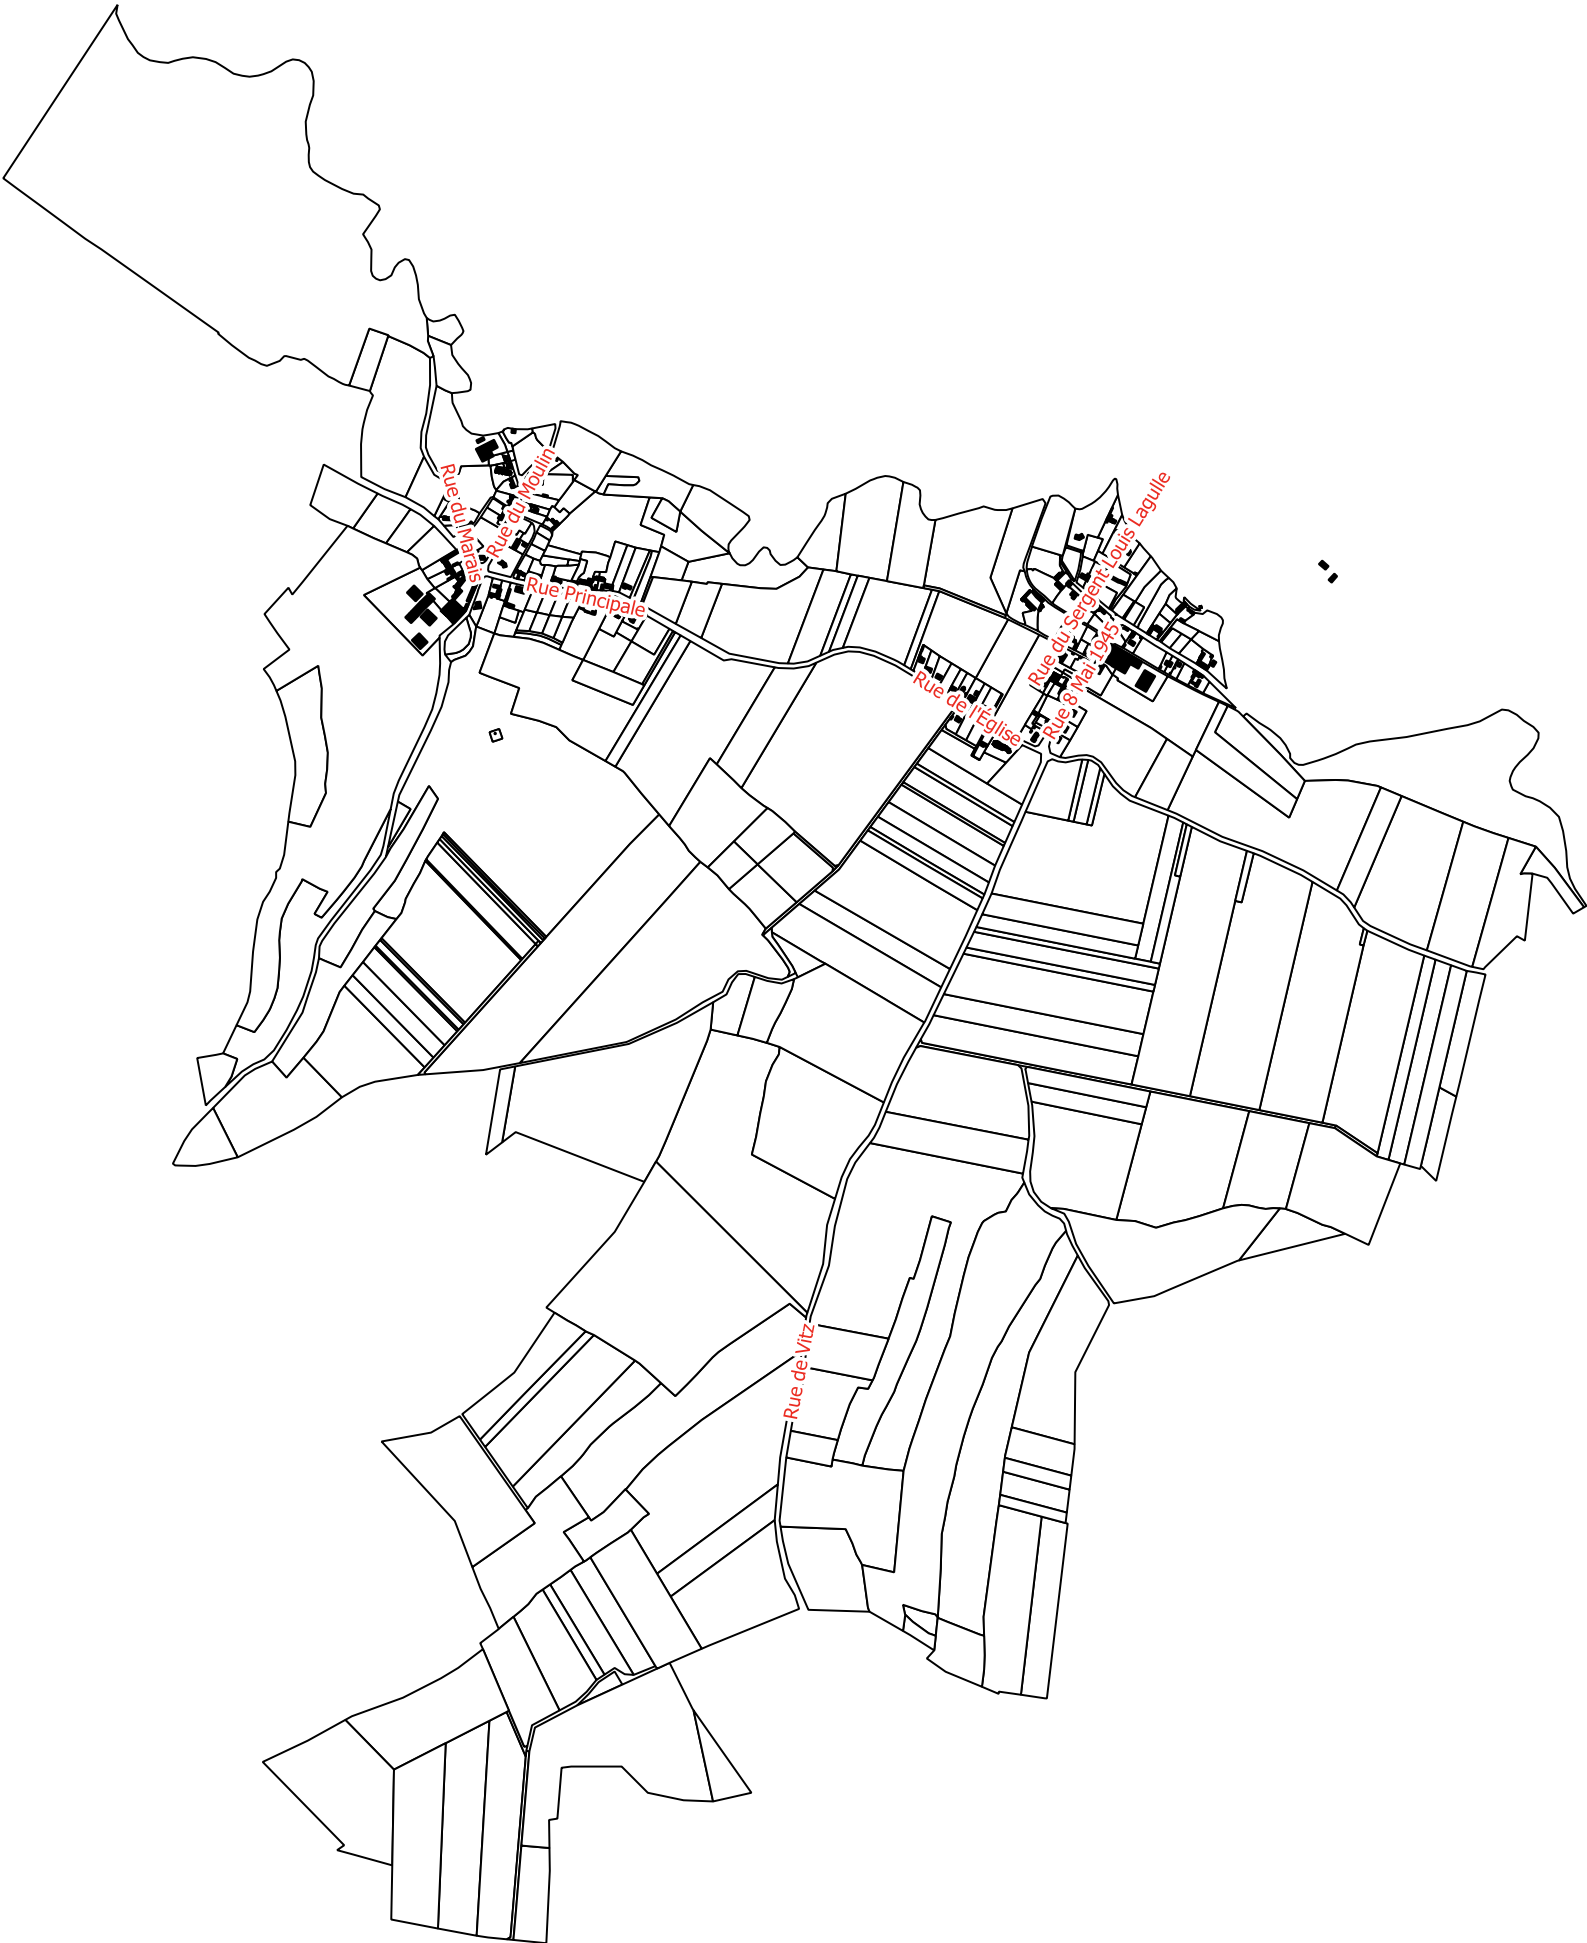 Rue du Moulin
Rue du Marais
Rue Principale
Rue du Sergent Louis Lagulle
Rue 8 Mai 1945
Rue de l'Église
Rue de Vitz